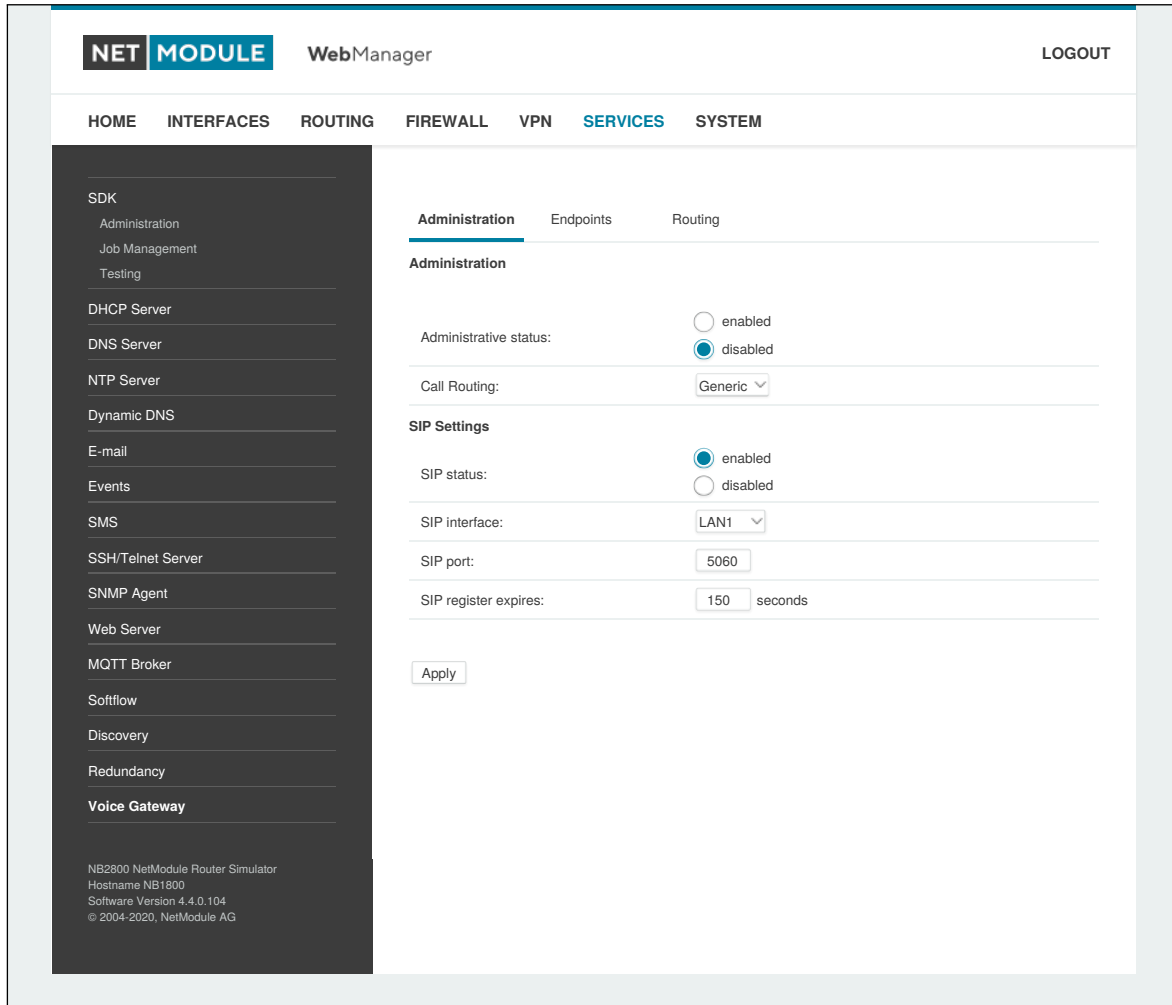 NET MODULE WebManager LOGOUT
HOME INTERFACES ROUTING FIREWALL VPN SERVICES SYSTEM
SDK
Administration
Job Management
Testing
DHCP Server
DNS Server
NTP Server
Dynamic DNS
E-mail
Events
SMS
SSH/Telnet Server
SNMP Agent
Web Server
MQTT Broker
Softflow
Discovery
Redundancy
Voice Gateway
NB2800 NetModule Router Simulator
Hostname NB1800
Software Version 4.4.0.104
© 2004-2020, NetModule AG
Administration Endpoints Routing
Administration
Administrative status:
enabled
disabled
Call Routing: Generic
SIP Settings
SIP status:
enabled
disabled
SIP interface: LAN1
SIP port: 5060
SIP register expires: 150 seconds
Apply